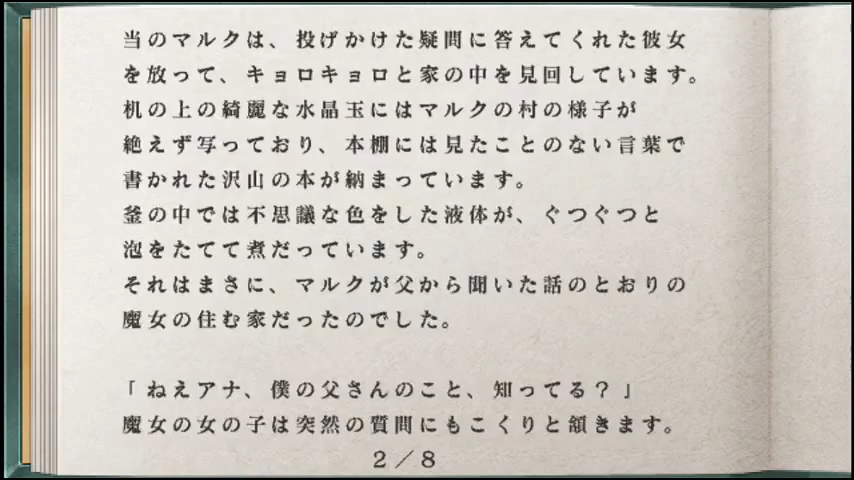 当のマルクは、投げかけた疑問に答えてくれた彼女
を放って、キョロキョロと家の中を見回しています。
机の上の綺麗な水晶玉にはマルクの村の様子が
絶えず写っており、本棚には見たことのない言葉で
書かれた沢山の本が納まっています。
釜の中では不思議な色をした液体が、ぐつぐつと
泡をたてて煮だっています。
それはまさに、マルクが父から聞いた話のとおりの
魔女の住む家だったのでした。
「ねえアナ、僕の父さんのこと、知ってる？」
魔女の女の子は突然の質問にもこくりと頷きます。
２／８